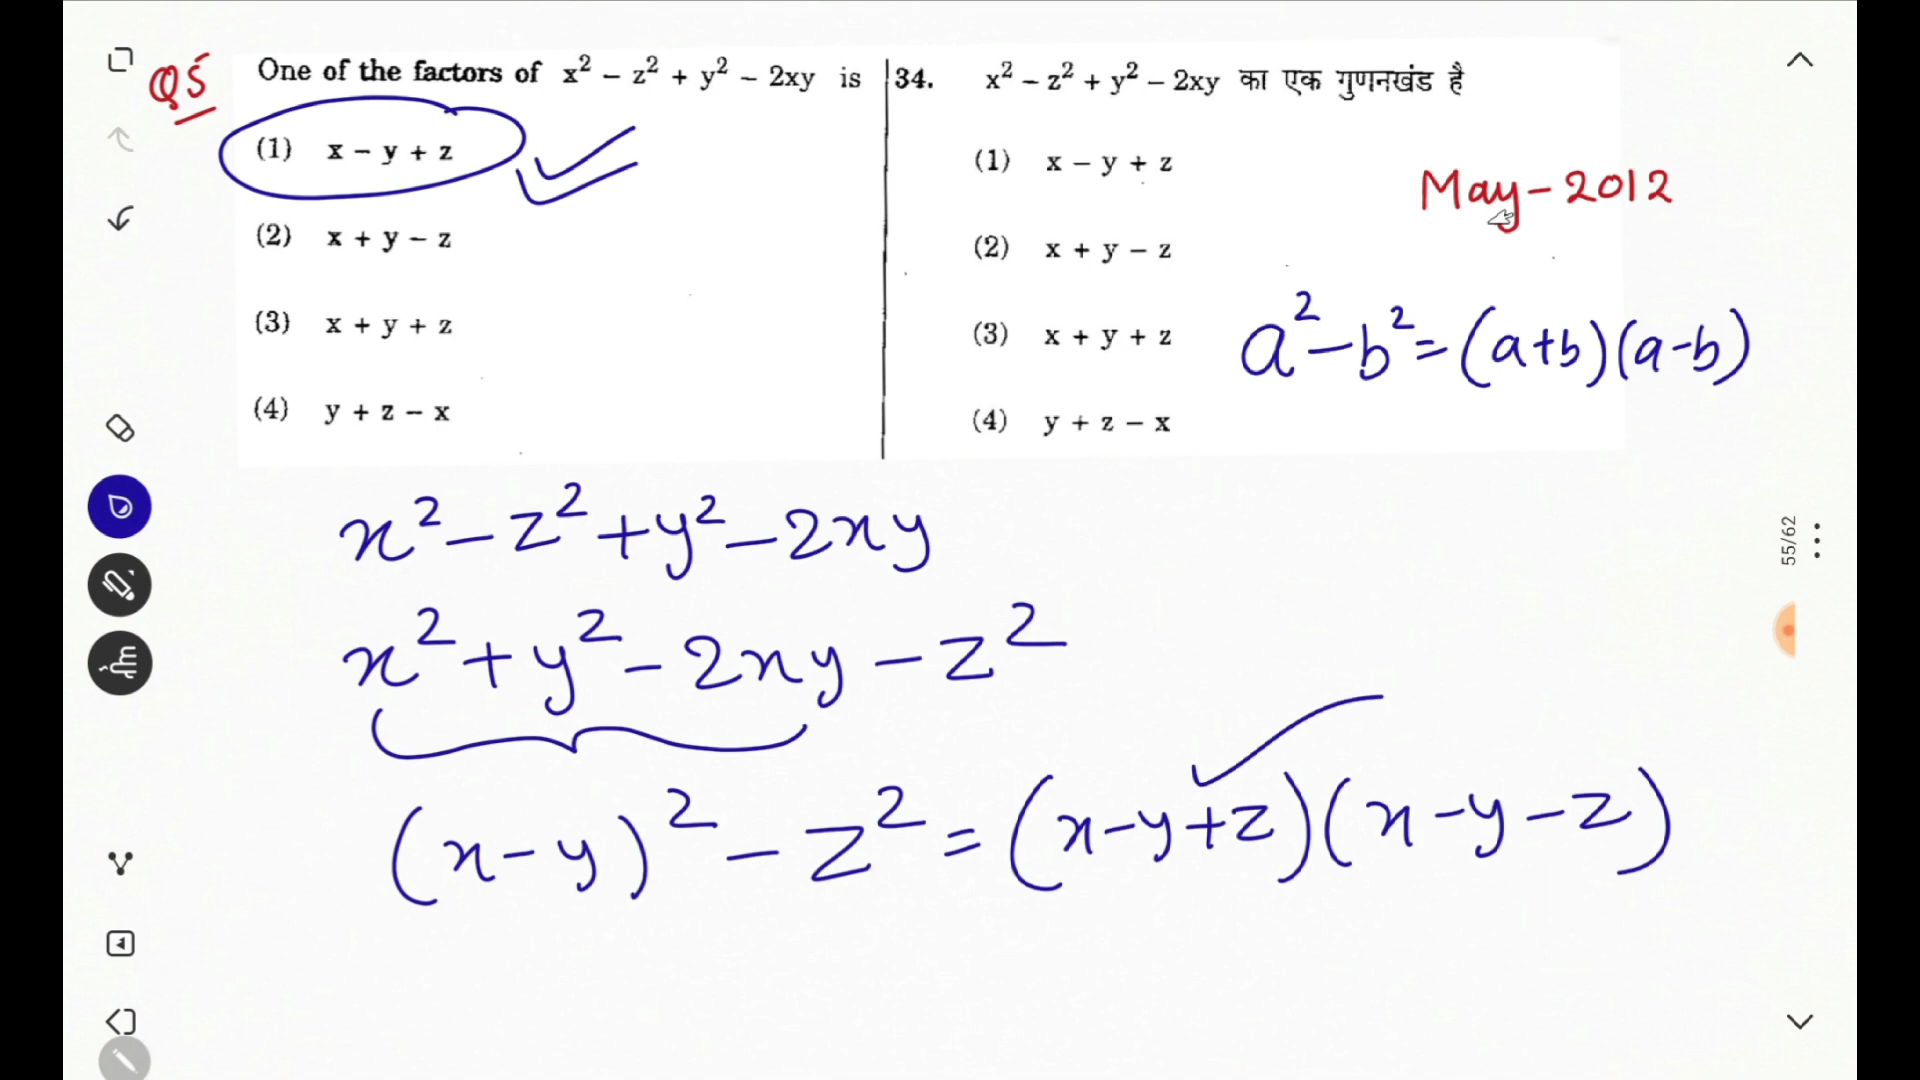 Q5
One of the factors of x² – z² + y² – 2xy is
(1) x – y + z
(2) x + y – z
(3) x + y + z
(4) y + z – x
34. x² – z² + y² – 2xy का एक गुणनखंड है
(1) x – y + z
(2) x + y – z
(3) x + y + z
(4) y + z – x
May-2012
a²-b²=(a+b)(a-b)
x²-z²+y²-2xy
x²+y²-2xy-z²
(x-y)²-z²=(x-y+z)(x-y-z)
55/62